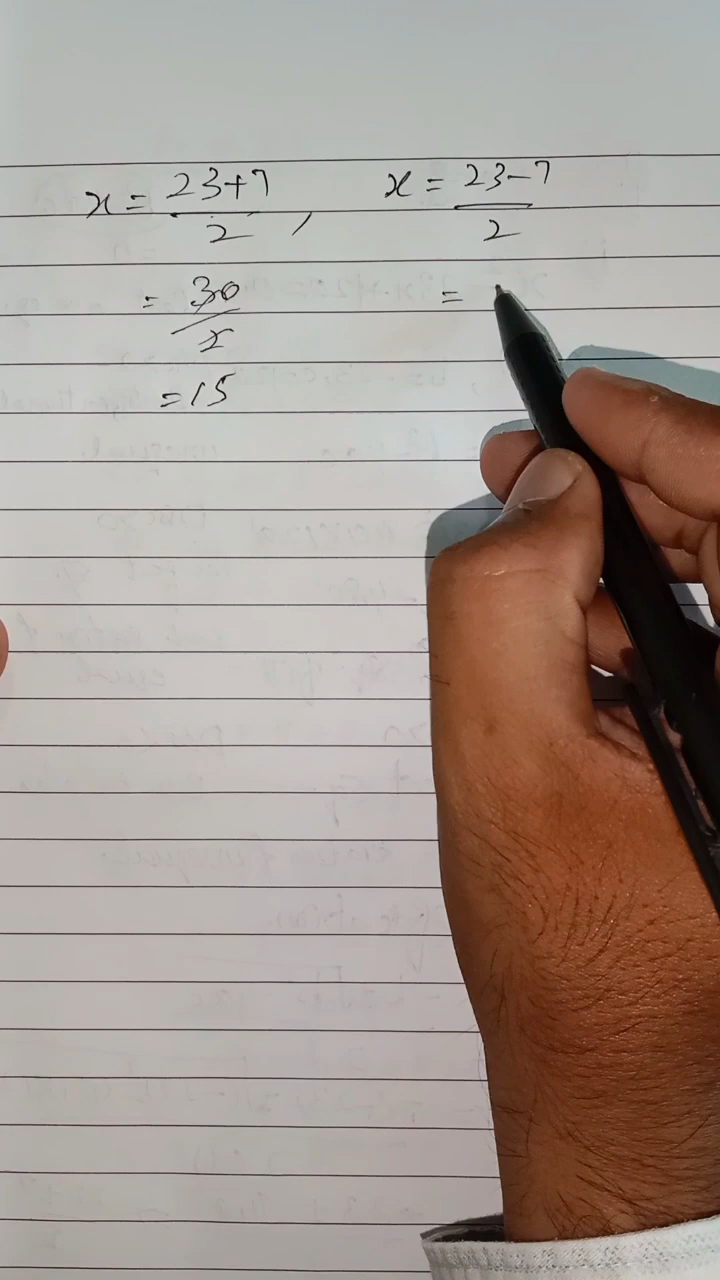 x = 23+7/2 , x = 23-7/2
= 30/2 =
= 15